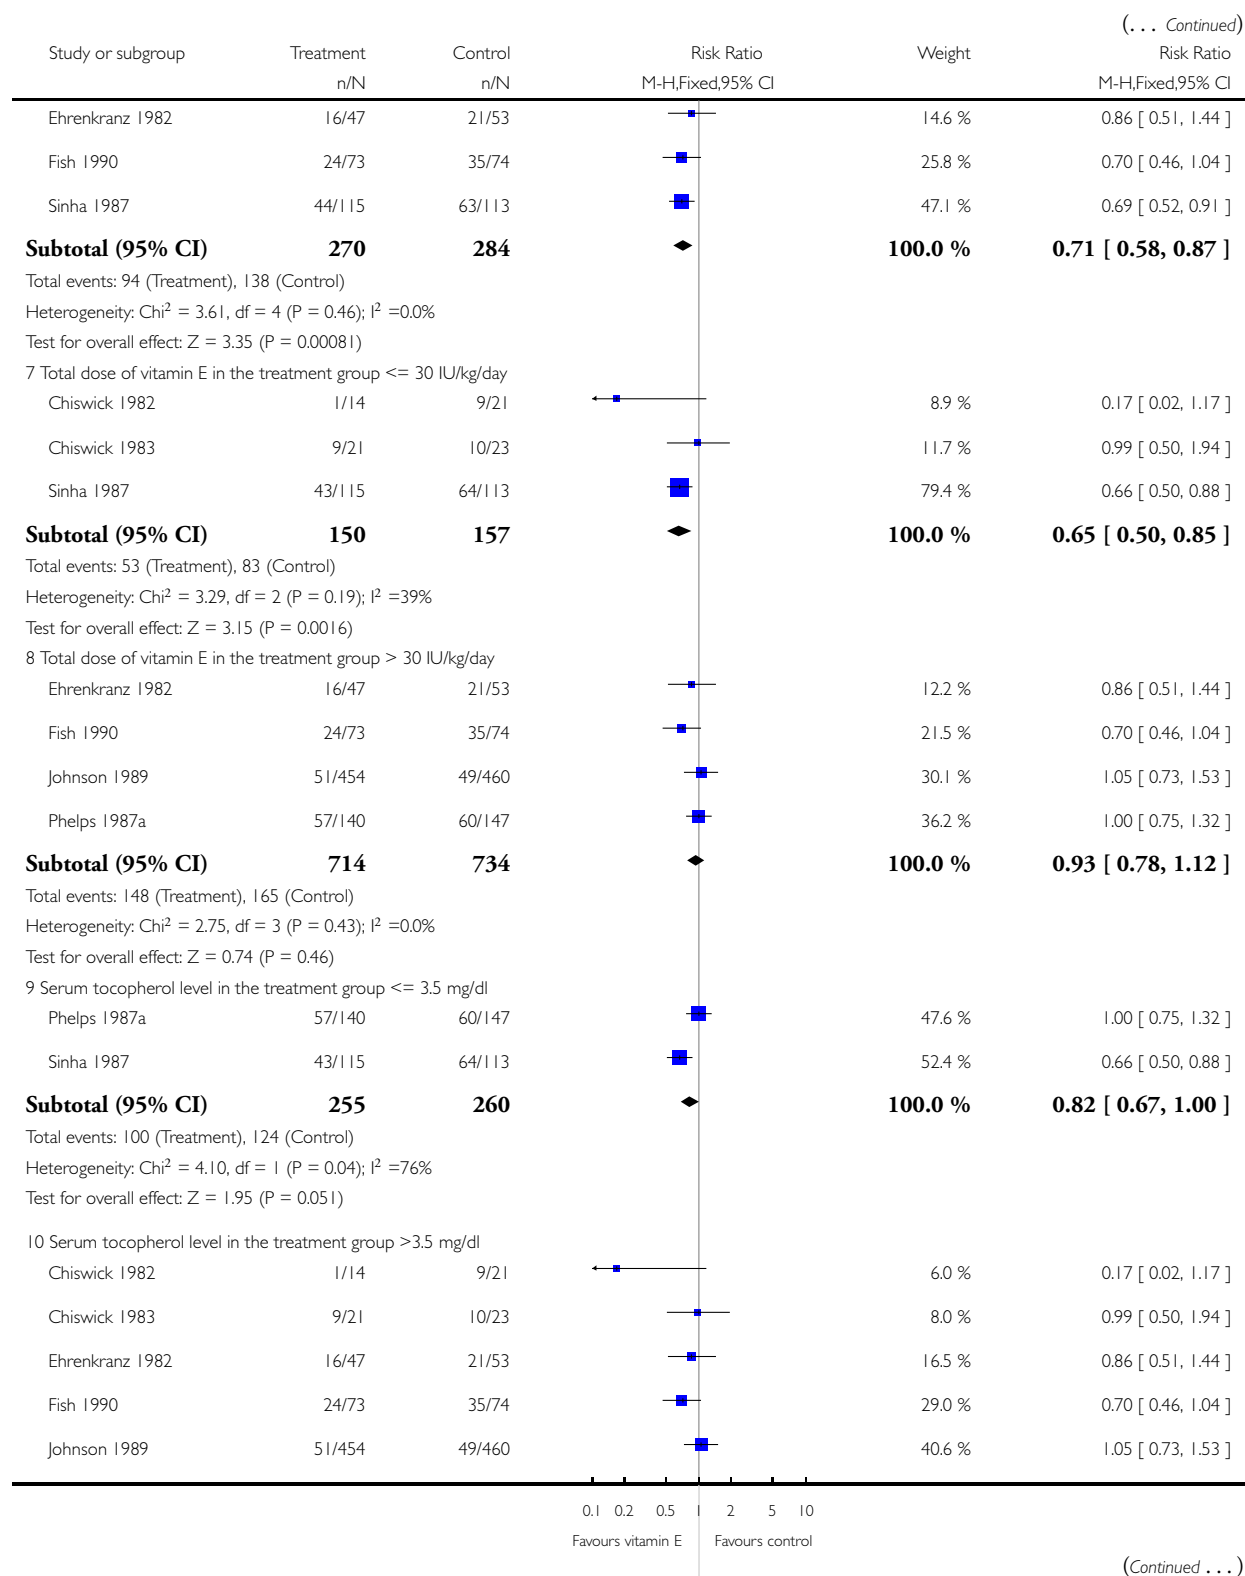 (... Continued)
Study or subgroup Treatment Control Risk Ratio Weight Risk Ratio
n/N n/N M-H,Fixed,95% CI M-H,Fixed,95% CI
Ehrenkranz 1982 16/47 21/53 14.6 % 0.86 [ 0.51, 1.44 ]
Fish 1990 24/73 35/74 25.8 % 0.70 [ 0.46, 1.04 ]
Sinha 1987 44/115 63/113 47.1 % 0.69 [ 0.52, 0.91 ]
Subtotal (95% CI) 270 284 100.0 % 0.71 [ 0.58, 0.87 ]
Total events: 94 (Treatment), 138 (Control)
Heterogeneity: Chi² = 3.61, df = 4 (P = 0.46); I² =0.0%
Test for overall effect: Z = 3.35 (P = 0.00081)
7 Total dose of vitamin E in the treatment group <= 30 IU/kg/day
Chiswick 1982 1/14 9/21 8.9 % 0.17 [ 0.02, 1.17 ]
Chiswick 1983 9/21 10/23 11.7 % 0.99 [ 0.50, 1.94 ]
Sinha 1987 43/115 64/113 79.4 % 0.66 [ 0.50, 0.88 ]
Subtotal (95% CI) 150 157 100.0 % 0.65 [ 0.50, 0.85 ]
Total events: 53 (Treatment), 83 (Control)
Heterogeneity: Chi² = 3.29, df = 2 (P = 0.19); I² =39%
Test for overall effect: Z = 3.15 (P = 0.0016)
8 Total dose of vitamin E in the treatment group > 30 IU/kg/day
Ehrenkranz 1982 16/47 21/53 12.2 % 0.86 [ 0.51, 1.44 ]
Fish 1990 24/73 35/74 21.5 % 0.70 [ 0.46, 1.04 ]
Johnson 1989 51/454 49/460 30.1 % 1.05 [ 0.73, 1.53 ]
Phelps 1987a 57/140 60/147 36.2 % 1.00 [ 0.75, 1.32 ]
Subtotal (95% CI) 714 734 100.0 % 0.93 [ 0.78, 1.12 ]
Total events: 148 (Treatment), 165 (Control)
Heterogeneity: Chi² = 2.75, df = 3 (P = 0.43); I² =0.0%
Test for overall effect: Z = 0.74 (P = 0.46)
9 Serum tocopherol level in the treatment group <= 3.5 mg/dl
Phelps 1987a 57/140 60/147 47.6 % 1.00 [ 0.75, 1.32 ]
Sinha 1987 43/115 64/113 52.4 % 0.66 [ 0.50, 0.88 ]
Subtotal (95% CI) 255 260 100.0 % 0.82 [ 0.67, 1.00 ]
Total events: 100 (Treatment), 124 (Control)
Heterogeneity: Chi² = 4.10, df = 1 (P = 0.04); I² =76%
Test for overall effect: Z = 1.95 (P = 0.051)
10 Serum tocopherol level in the treatment group >3.5 mg/dl
Chiswick 1982 1/14 9/21 6.0 % 0.17 [ 0.02, 1.17 ]
Chiswick 1983 9/21 10/23 8.0 % 0.99 [ 0.50, 1.94 ]
Ehrenkranz 1982 16/47 21/53 16.5 % 0.86 [ 0.51, 1.44 ]
Fish 1990 24/73 35/74 29.0 % 0.70 [ 0.46, 1.04 ]
Johnson 1989 51/454 49/460 40.6 % 1.05 [ 0.73, 1.53 ]
0.1 0.2 0.5 1 2 5 10
Favours vitamin E Favours control
(Continued ...)